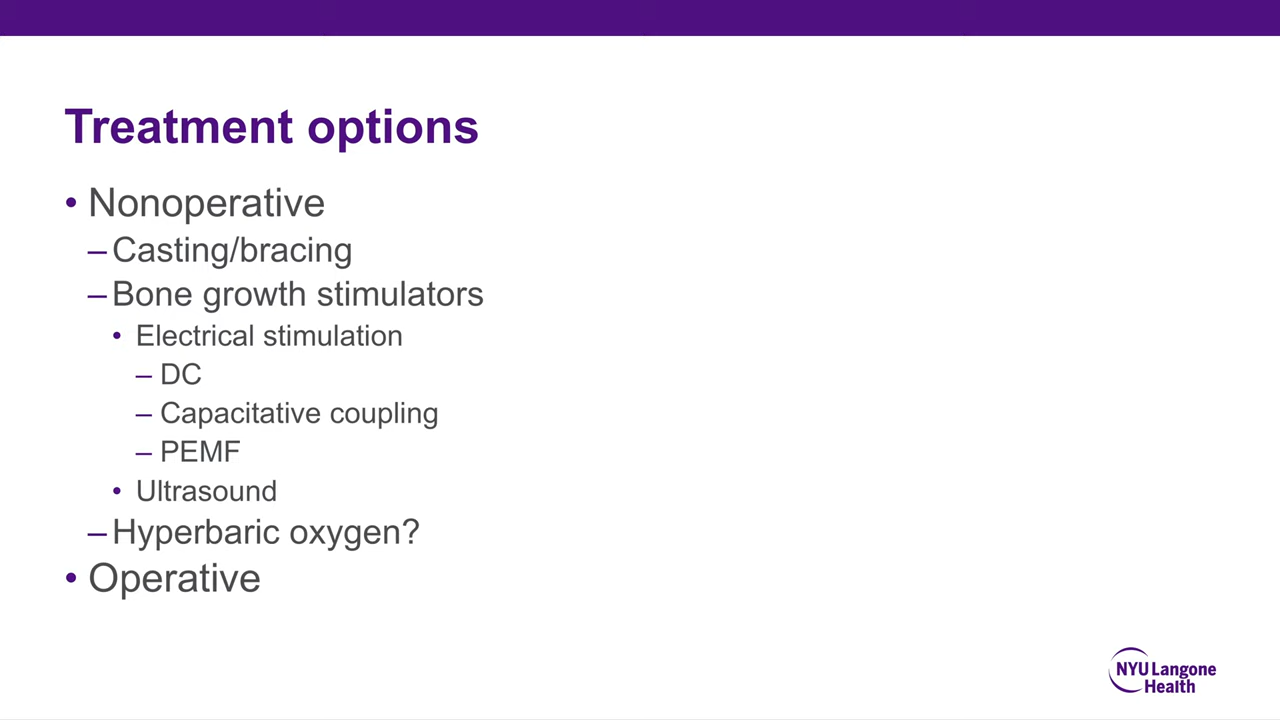 Treatment options
• Nonoperative
– Casting/bracing
– Bone growth stimulators
• Electrical stimulation
– DC
– Capacitative coupling
– PEMF
• Ultrasound
– Hyperbaric oxygen?
• Operative
NYU Langone
Health